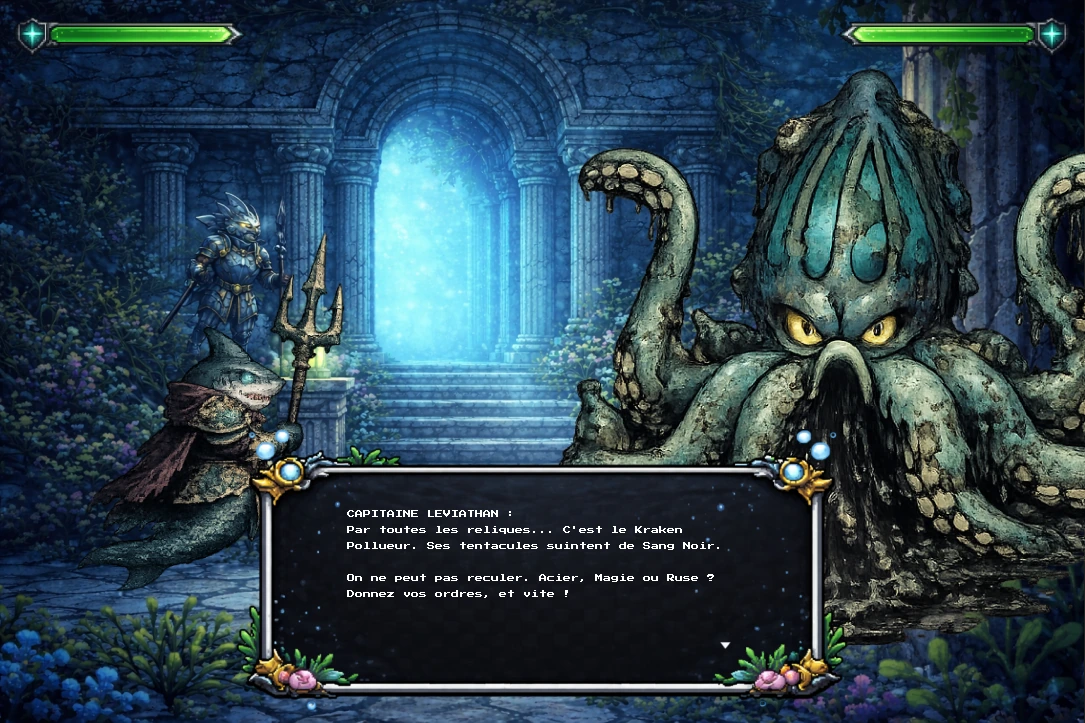 CAPITAINE LEVIATHAN :
Par toutes les reliques... C'est le Kraken
Pollueur. Ses tentacules suintent de Sang Noir.
On ne peut pas reculer. Acier, Magie ou Ruse ?
Donnez vos ordres, et vite !